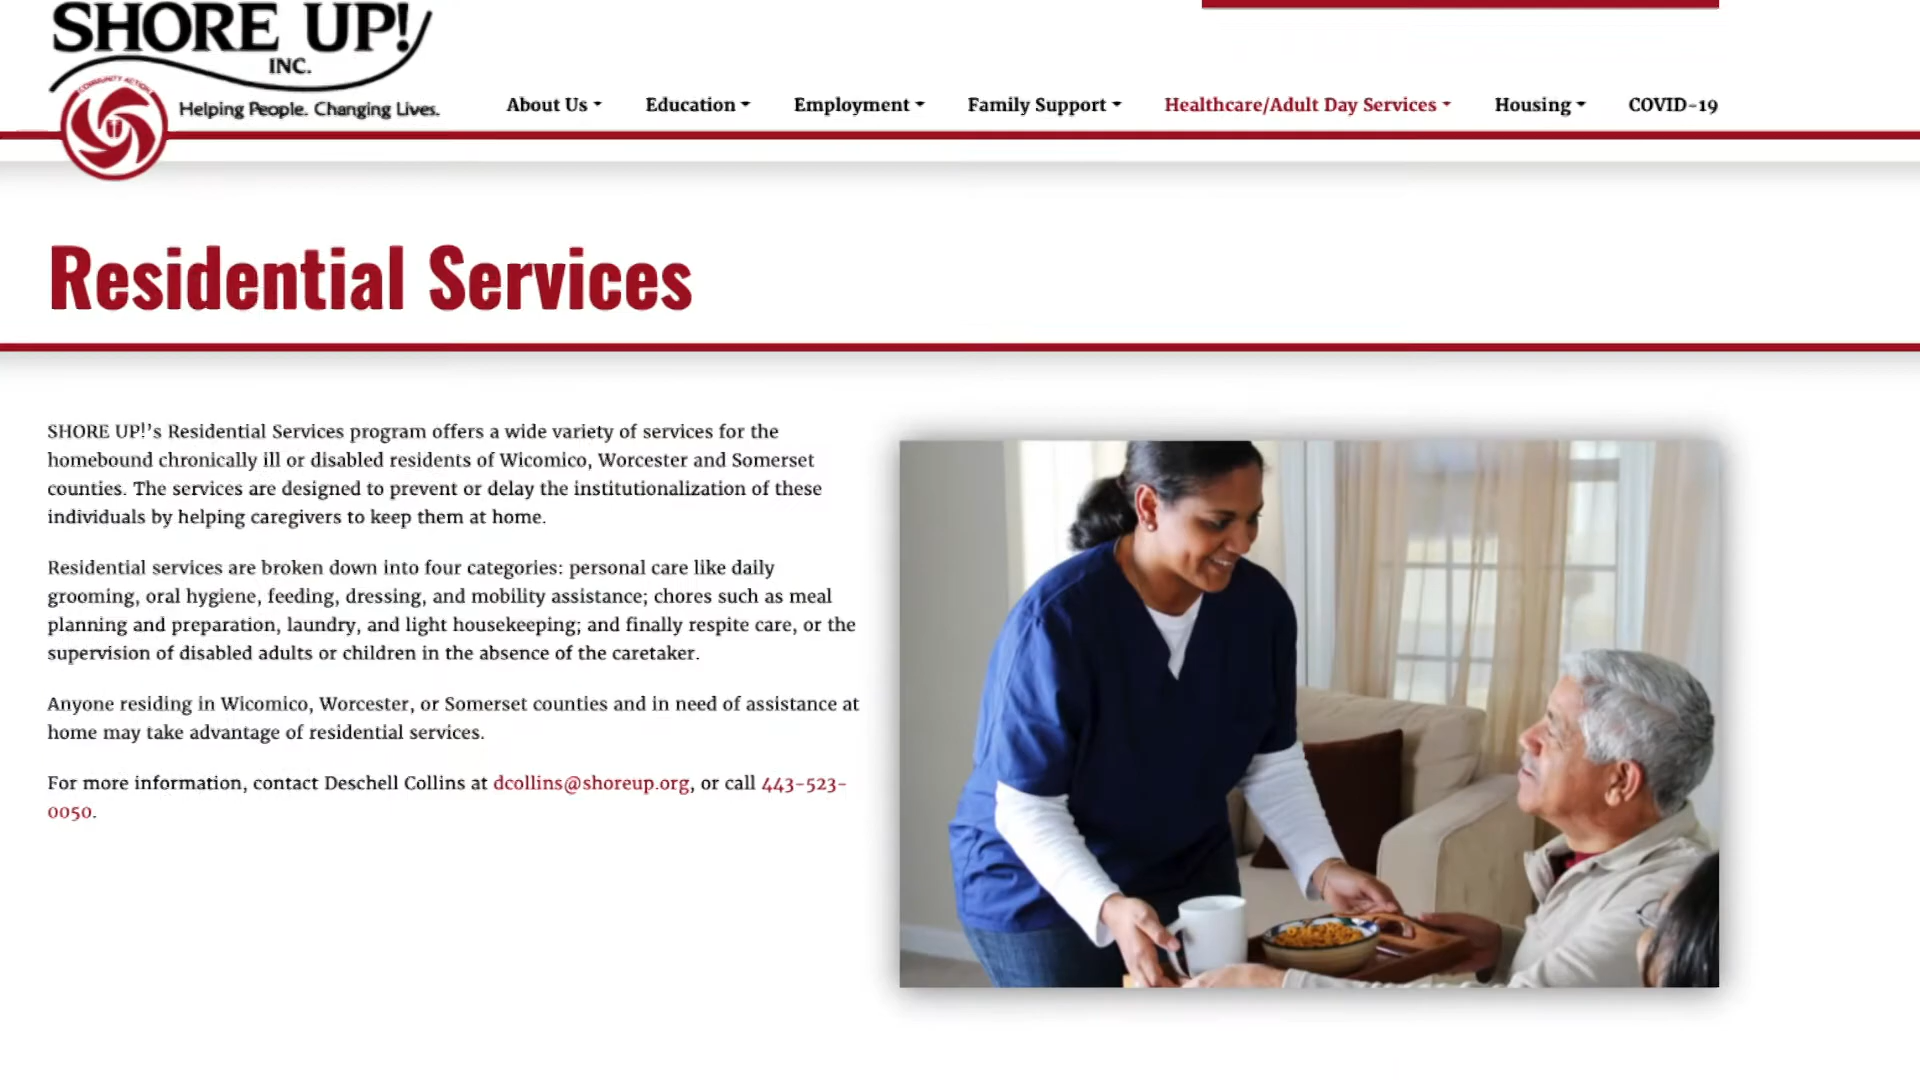 SHORE UP!
INC.
COMMUNITY ACTION
Helping People. Changing Lives.
About Us
Education
Employment
Family Support
Healthcare/Adult Day Services
Housing
COVID-19
Residential Services
SHORE UP!’s Residential Services program offers a wide variety of services for the
homebound chronically ill or disabled residents of Wicomico, Worcester and Somerset
counties. The services are designed to prevent or delay the institutionalization of these
individuals by helping caregivers to keep them at home.
Residential services are broken down into four categories: personal care like daily
grooming, oral hygiene, feeding, dressing, and mobility assistance; chores such as meal
planning and preparation, laundry, and light housekeeping; and finally respite care, or the
supervision of disabled adults or children in the absence of the caretaker.
Anyone residing in Wicomico, Worcester, or Somerset counties and in need of assistance at
home may take advantage of residential services.
For more information, contact Deschell Collins at dcollins@shoreup.org, or call 443-523-
0050.